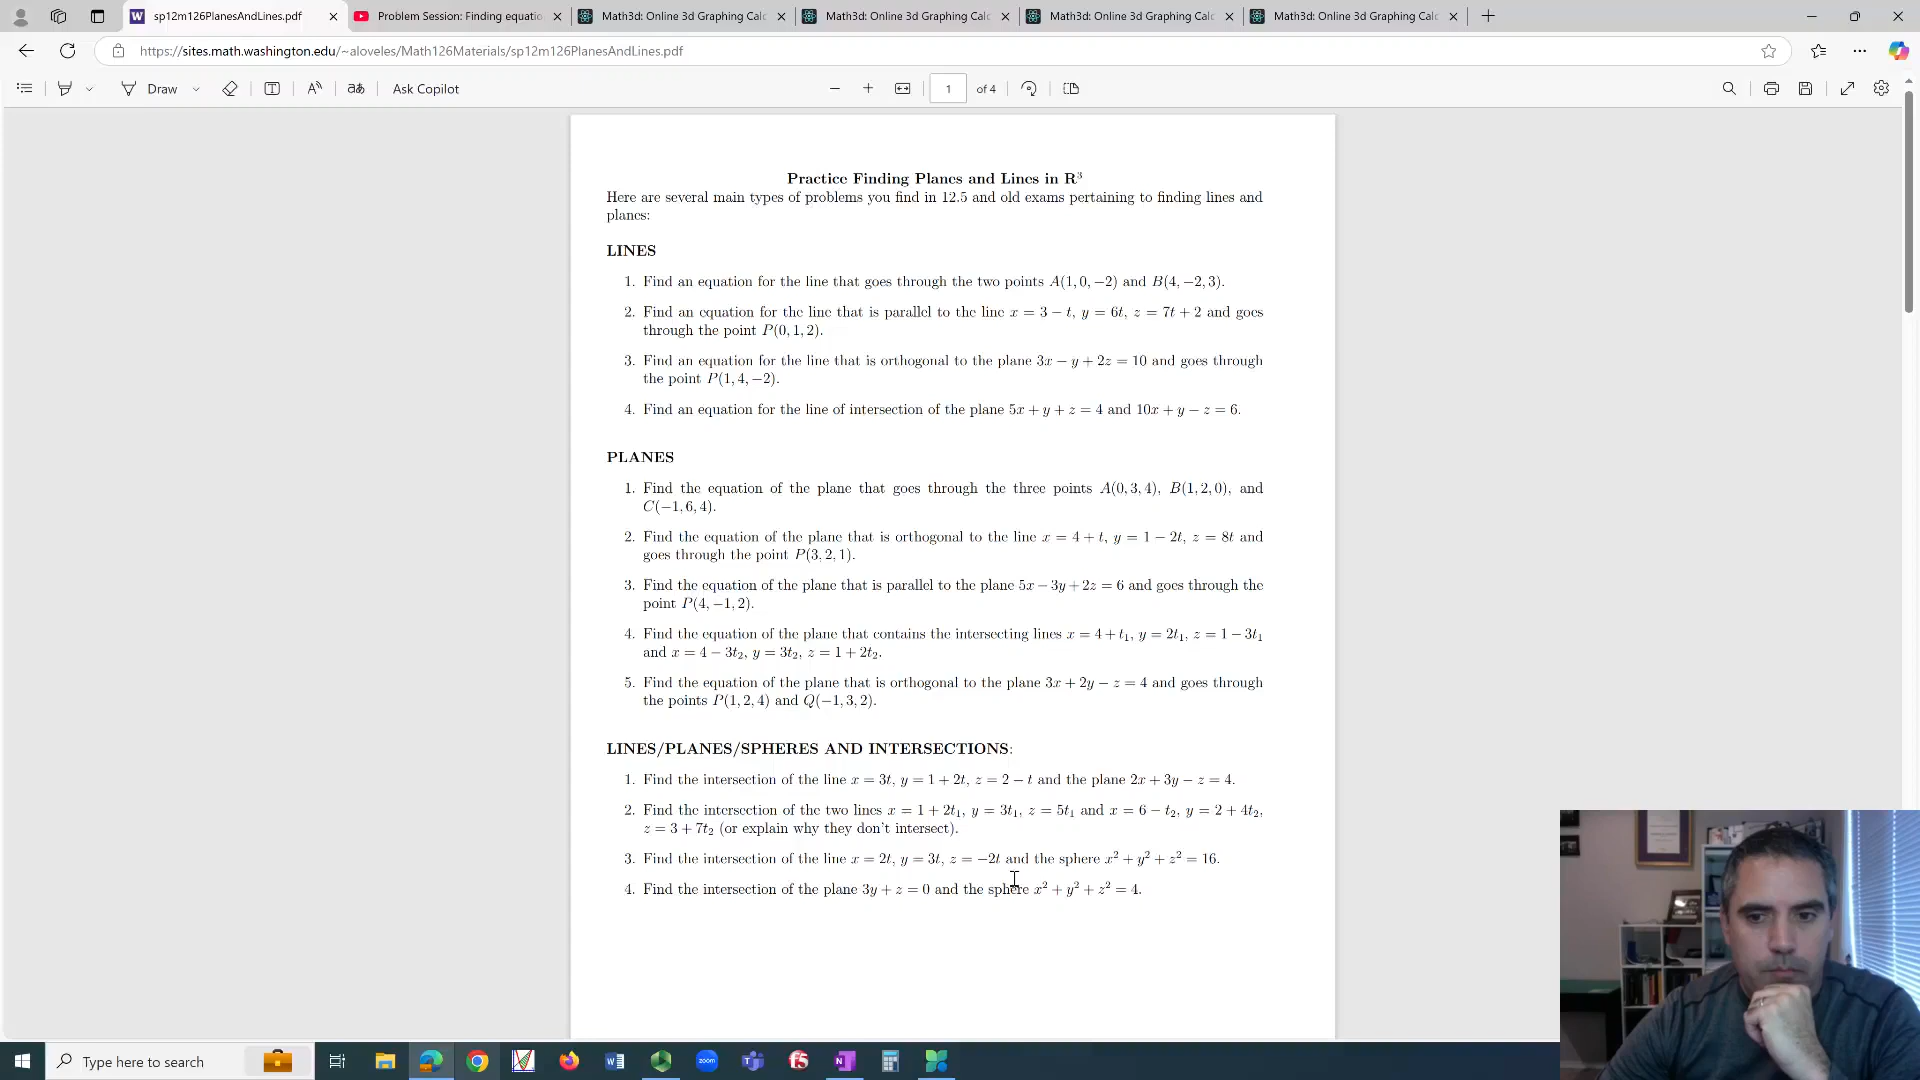 sp12m126PlanesAndLines.pdf
Problem Session: Finding equatio
Math3d: Online 3d Graphing Calc
Math3d: Online 3d Graphing Calc
Math3d: Online 3d Graphing Calc
Math3d: Online 3d Graphing Calc
https://sites.math.washington.edu/~aloveles/Math126Materials/sp12m126PlanesAndLines.pdf
Draw
Ask Copilot
1 of 4
Practice Finding Planes and Lines in R³
Here are several main types of problems you find in 12.5 and old exams pertaining to finding lines and
planes:
LINES
1. Find an equation for the line that goes through the two points A(1, 0, −2) and B(4, −2, 3).
2. Find an equation for the line that is parallel to the line x = 3 − t, y = 6t, z = 7t + 2 and goes
through the point P(0, 1, 2).
3. Find an equation for the line that is orthogonal to the plane 3x − y + 2z = 10 and goes through
the point P(1, 4, −2).
4. Find an equation for the line of intersection of the plane 5x + y + z = 4 and 10x + y − z = 6.
PLANES
1. Find the equation of the plane that goes through the three points A(0, 3, 4), B(1, 2, 0), and
C(−1, 6, 4).
2. Find the equation of the plane that is orthogonal to the line x = 4 + t, y = 1 − 2t, z = 8t and
goes through the point P(3, 2, 1).
3. Find the equation of the plane that is parallel to the plane 5x − 3y + 2z = 6 and goes through the
point P(4, −1, 2).
4. Find the equation of the plane that contains the intersecting lines x = 4 + t₁, y = 2t₁, z = 1 − 3t₁
and x = 4 − 3t₂, y = 3t₂, z = 1 + 2t₂.
5. Find the equation of the plane that is orthogonal to the plane 3x + 2y − z = 4 and goes through
the points P(1, 2, 4) and Q(−1, 3, 2).
LINES/PLANES/SPHERES AND INTERSECTIONS:
1. Find the intersection of the line x = 3t, y = 1 + 2t, z = 2 − t and the plane 2x + 3y − z = 4.
2. Find the intersection of the two lines x = 1 + 2t₁, y = 3t₁, z = 5t₁ and x = 6 − t₂, y = 2 + 4t₂,
z = 3 + 7t₂ (or explain why they don't intersect).
3. Find the intersection of the line x = 2t, y = 3t, z = −2t and the sphere x² + y² + z² = 16.
4. Find the intersection of the plane 3y + z = 0 and the sphere x² + y² + z² = 4.
Type here to search